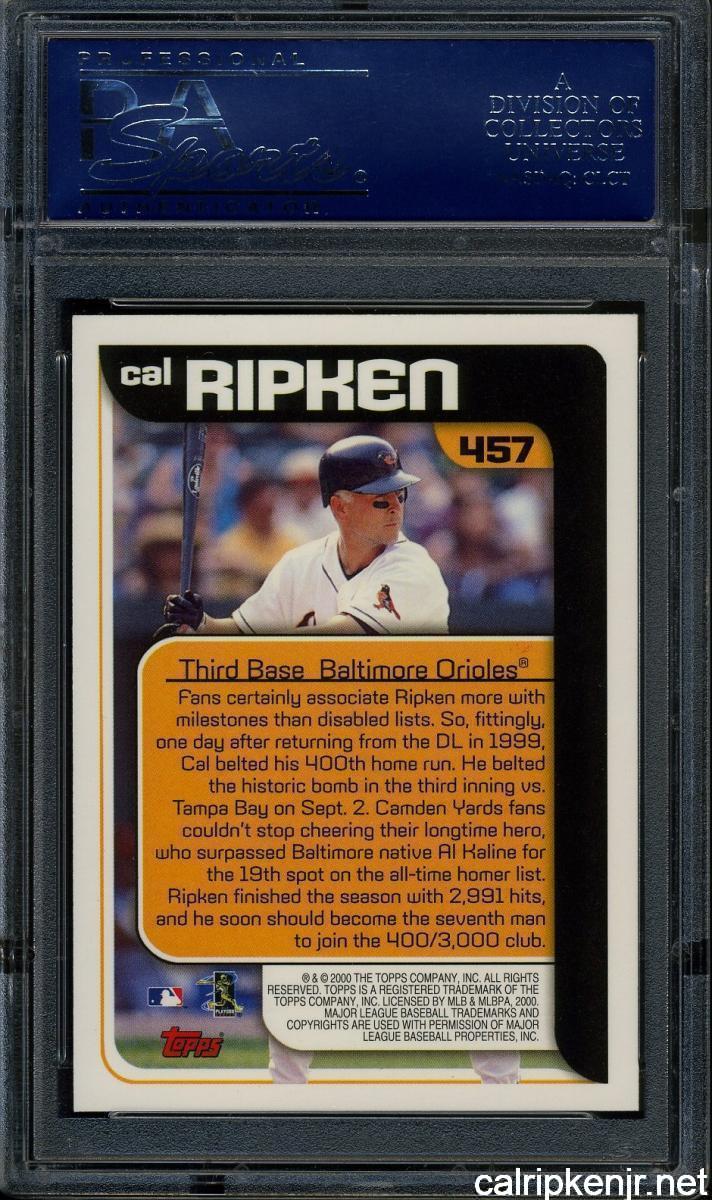 PROFESSIONAL
PSA
Sports
AUTHENTICATOR
A
DIVISION OF
COLLECTORS
UNIVERSE
NASDAQ: CLCT
cal RIPKEN
457
Third Base Baltimore Orioles®
Fans certainly associate Ripken more with
milestones than disabled lists. So, fittingly,
one day after returning from the DL in 1999,
Cal belted his 400th home run. He belted
the historic bomb in the third inning vs.
Tampa Bay on Sept. 2. Camden Yards fans
couldn't stop cheering their longtime hero,
who surpassed Baltimore native Al Kaline for
the 19th spot on the all-time homer list.
Ripken finished the season with 2,991 hits,
and he soon should become the seventh man
to join the 400/3,000 club.
® & © 2000 THE TOPPS COMPANY, INC. ALL RIGHTS
RESERVED. TOPPS IS A REGISTERED TRADEMARK OF THE
TOPPS COMPANY, INC. LICENSED BY MLB & MLBPA, 2000.
MAJOR LEAGUE BASEBALL TRADEMARKS AND
COPYRIGHTS ARE USED WITH PERMISSION OF MAJOR
LEAGUE BASEBALL PROPERTIES, INC.
PLAYERS
Topps
calripkenjr.net